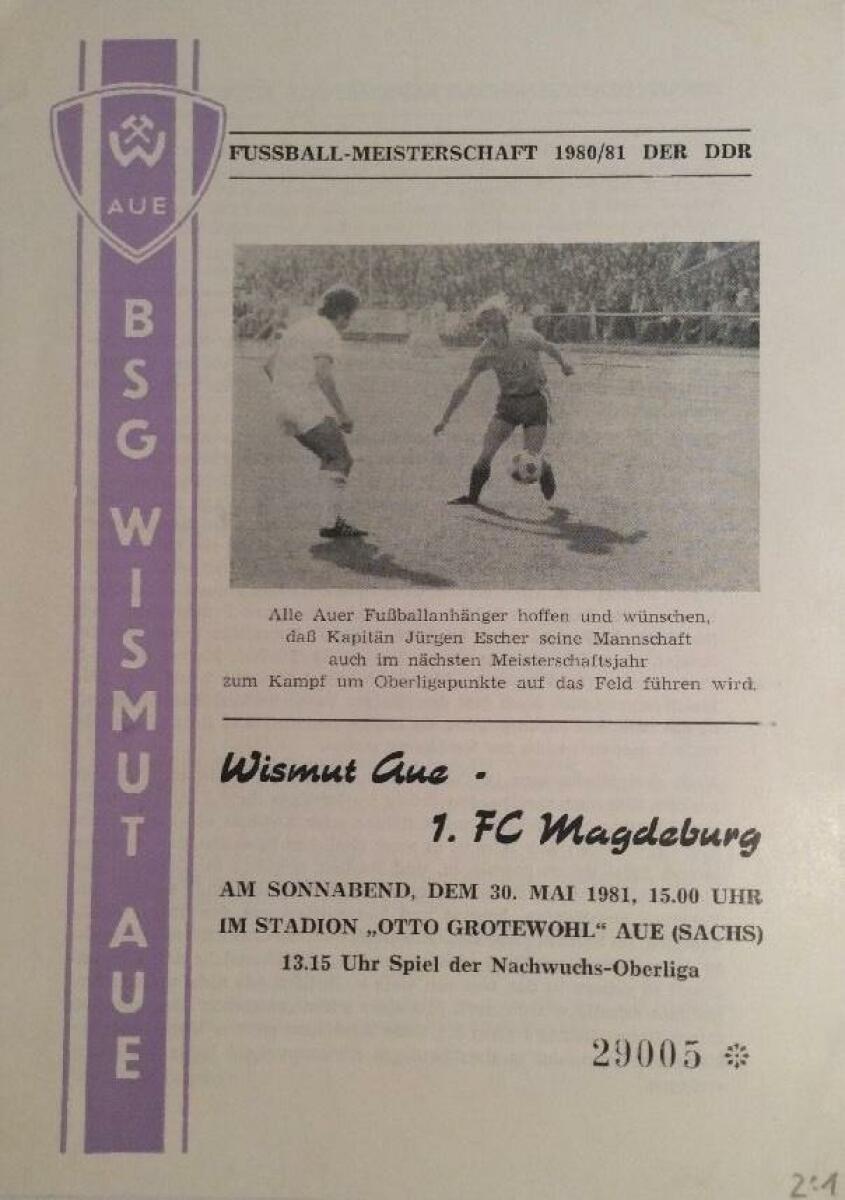 W
AUE
BSG WISMUT AUE
FUSSBALL-MEISTERSCHAFT 1980/81 DER DDR
Alle Auer Fußballanhänger hoffen und wünschen,
daß Kapitän Jürgen Escher seine Mannschaft
auch im nächsten Meisterschaftsjahr
zum Kampf um Oberligapunkte auf das Feld führen wird.
Wismut Aue -
1. FC Magdeburg
AM SONNABEND, DEM 30. MAI 1981, 15.00 UHR
IM STADION „OTTO GROTEWOHL“ AUE (SACHS)
13.15 Uhr Spiel der Nachwuchs-Oberliga
29005 *
2:1